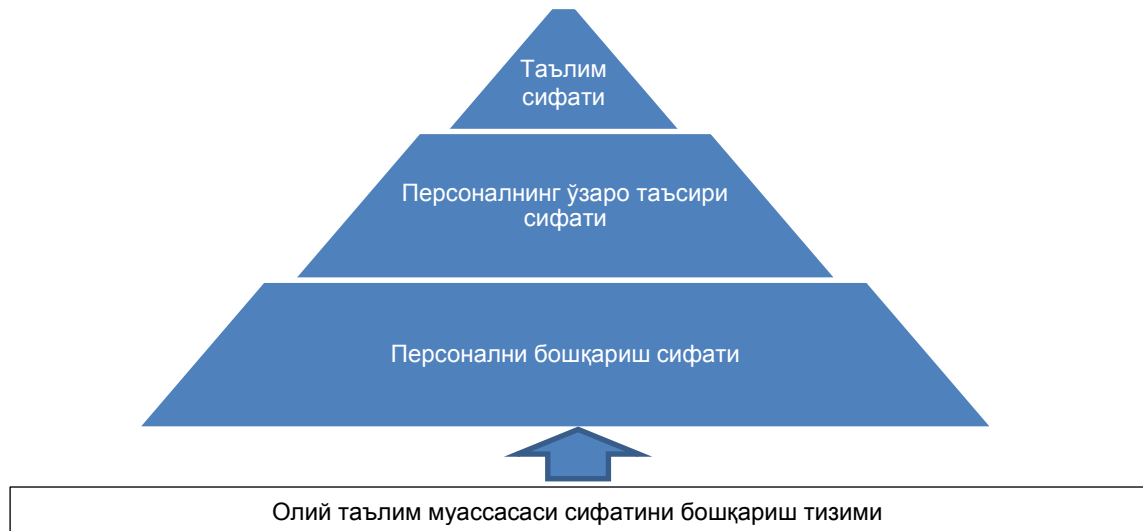 Таълим
сифати
Персоналнинг ўзаро таъсири
сифати
Персонални бошқариш сифати
Олий таълим муассасаси сифатини бошқариш тизими